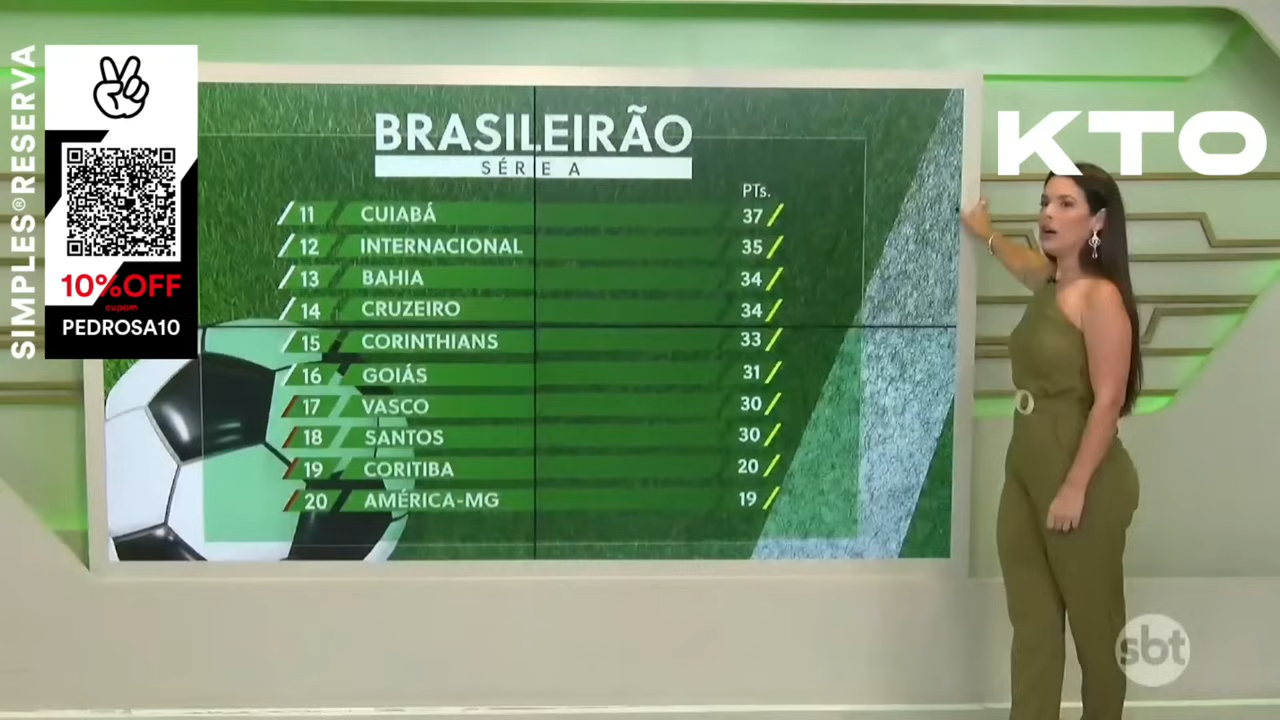 SIMPLES®RESERVA
10%OFF
cupom
PEDROSA10
BRASILEIRÃO
SÉRIE A
PTs.
11 CUIABÁ 37
12 INTERNACIONAL 35
13 BAHIA 34
14 CRUZEIRO 34
15 CORINTHIANS 33
16 GOIÁS 31
17 VASCO 30
18 SANTOS 30
19 CORITIBA 20
20 AMÉRICA-MG 19
KTO
sbt